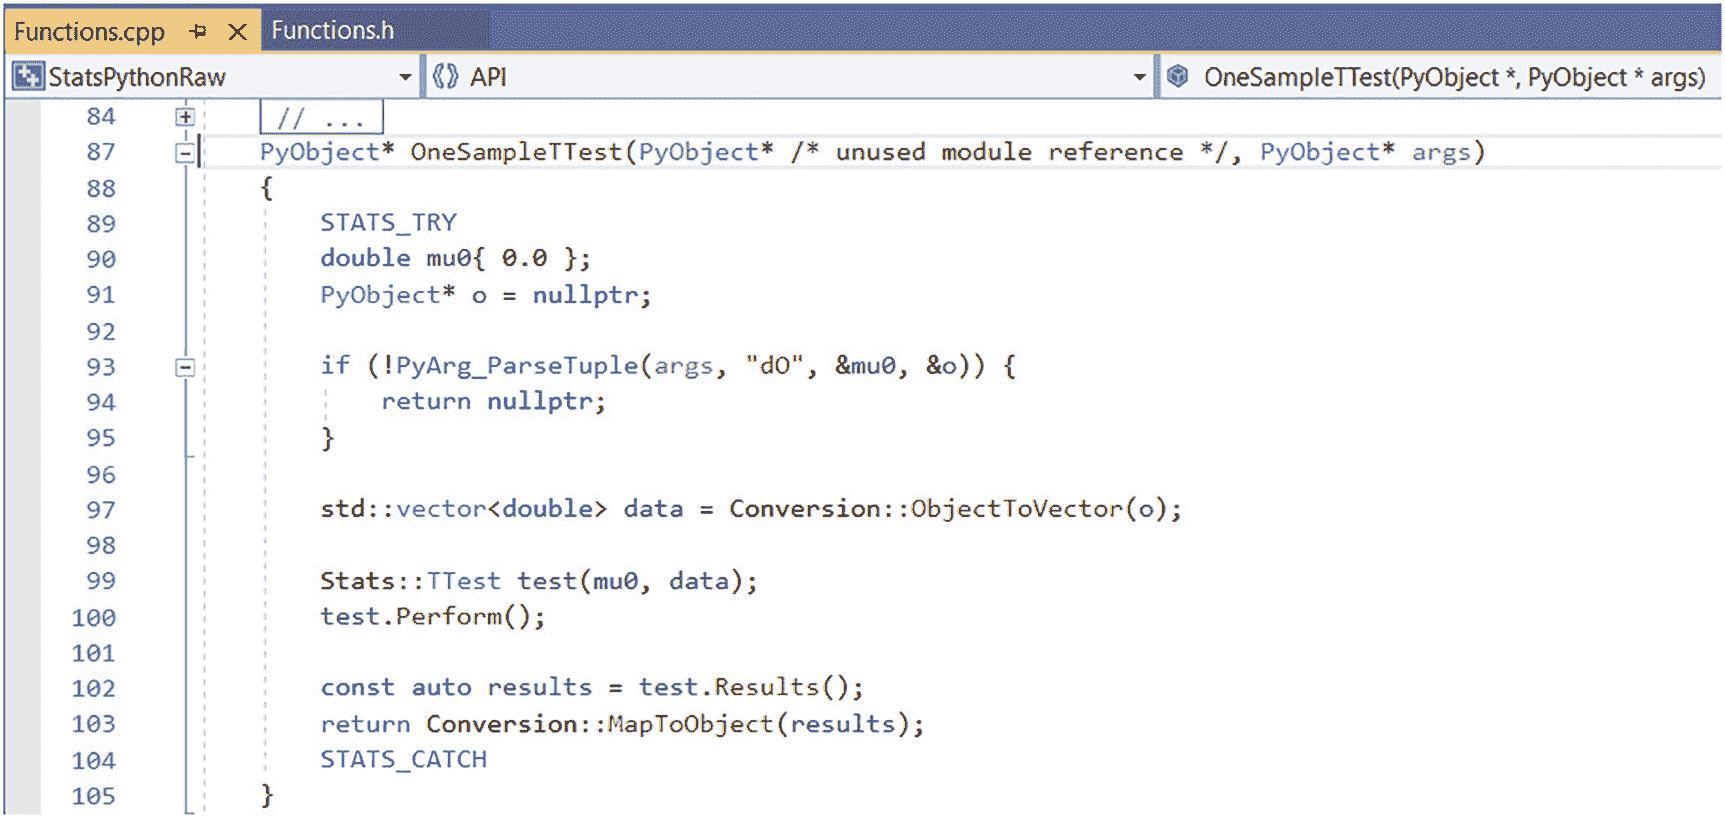 Functions.cpp Functions.h
StatsPythonRaw API OneSampleTTest(PyObject *, PyObject * args)
84 // ...
87 PyObject* OneSampleTTest(PyObject* /* unused module reference */, PyObject* args)
88 {
89 STATS_TRY
90 double mu0{ 0.0 };
91 PyObject* o = nullptr;
92
93 if (!PyArg_ParseTuple(args, "dO", &mu0, &o)) {
94 return nullptr;
95 }
96
97 std::vector<double> data = Conversion::ObjectToVector(o);
98
99 Stats::TTest test(mu0, data);
100 test.Perform();
101
102 const auto results = test.Results();
103 return Conversion::MapToObject(results);
104 STATS_CATCH
105 }